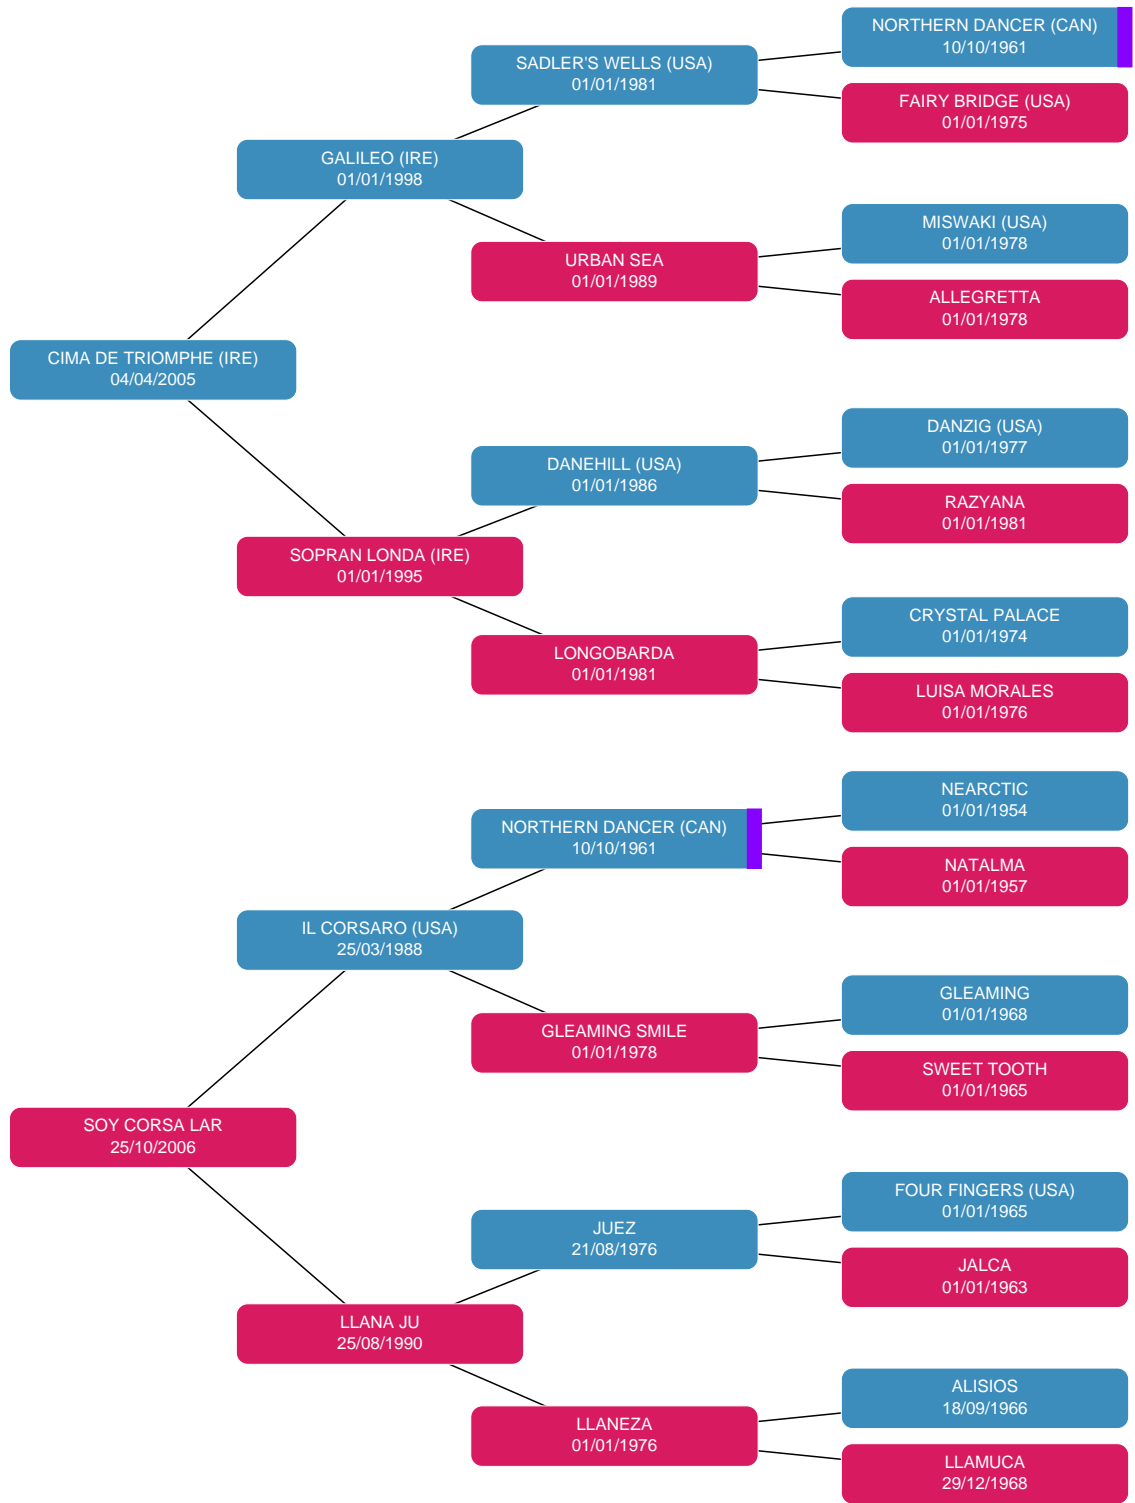 NORTHERN DANCER (CAN)
10/10/1961
SADLER'S WELLS (USA)
01/01/1981
FAIRY BRIDGE (USA)
01/01/1975
GALILEO (IRE)
01/01/1998
MISWAKI (USA)
01/01/1978
URBAN SEA
01/01/1989
ALLEGRETTA
01/01/1978
CIMA DE TRIOMPHE (IRE)
04/04/2005
DANZIG (USA)
01/01/1977
DANEHILL (USA)
01/01/1986
RAZYANA
01/01/1981
SOPRAN LONDA (IRE)
01/01/1995
CRYSTAL PALACE
01/01/1974
LONGOBARDA
01/01/1981
LUISA MORALES
01/01/1976
NEARCTIC
01/01/1954
NORTHERN DANCER (CAN)
10/10/1961
NATALMA
01/01/1957
IL CORSARO (USA)
25/03/1988
GLEAMING
01/01/1968
GLEAMING SMILE
01/01/1978
SWEET TOOTH
01/01/1965
SOY CORSA LAR
25/10/2006
FOUR FINGERS (USA)
01/01/1965
JUEZ
21/08/1976
JALCA
01/01/1963
LLANA JU
25/08/1990
ALISIOS
18/09/1966
LLANEZA
01/01/1976
LLAMUCA
29/12/1968